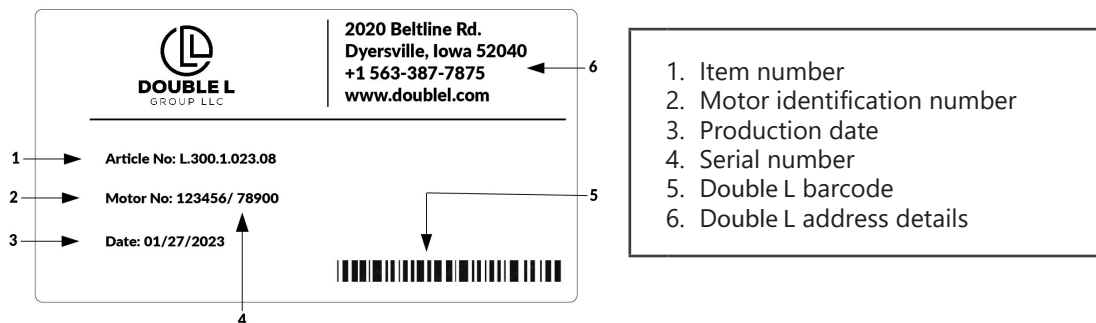 DOUBLE L
GROUP LLC
2020 Beltline Rd.
Dyersville, Iowa 52040
+1 563-387-7875
www.doublel.com
6
1
Article No: L.300.1.023.08
2
Motor No: 123456/ 78900
5
3
Date: 01/27/2023
4
1. Item number
2. Motor identification number
3. Production date
4. Serial number
5. Double L barcode
6. Double L address details